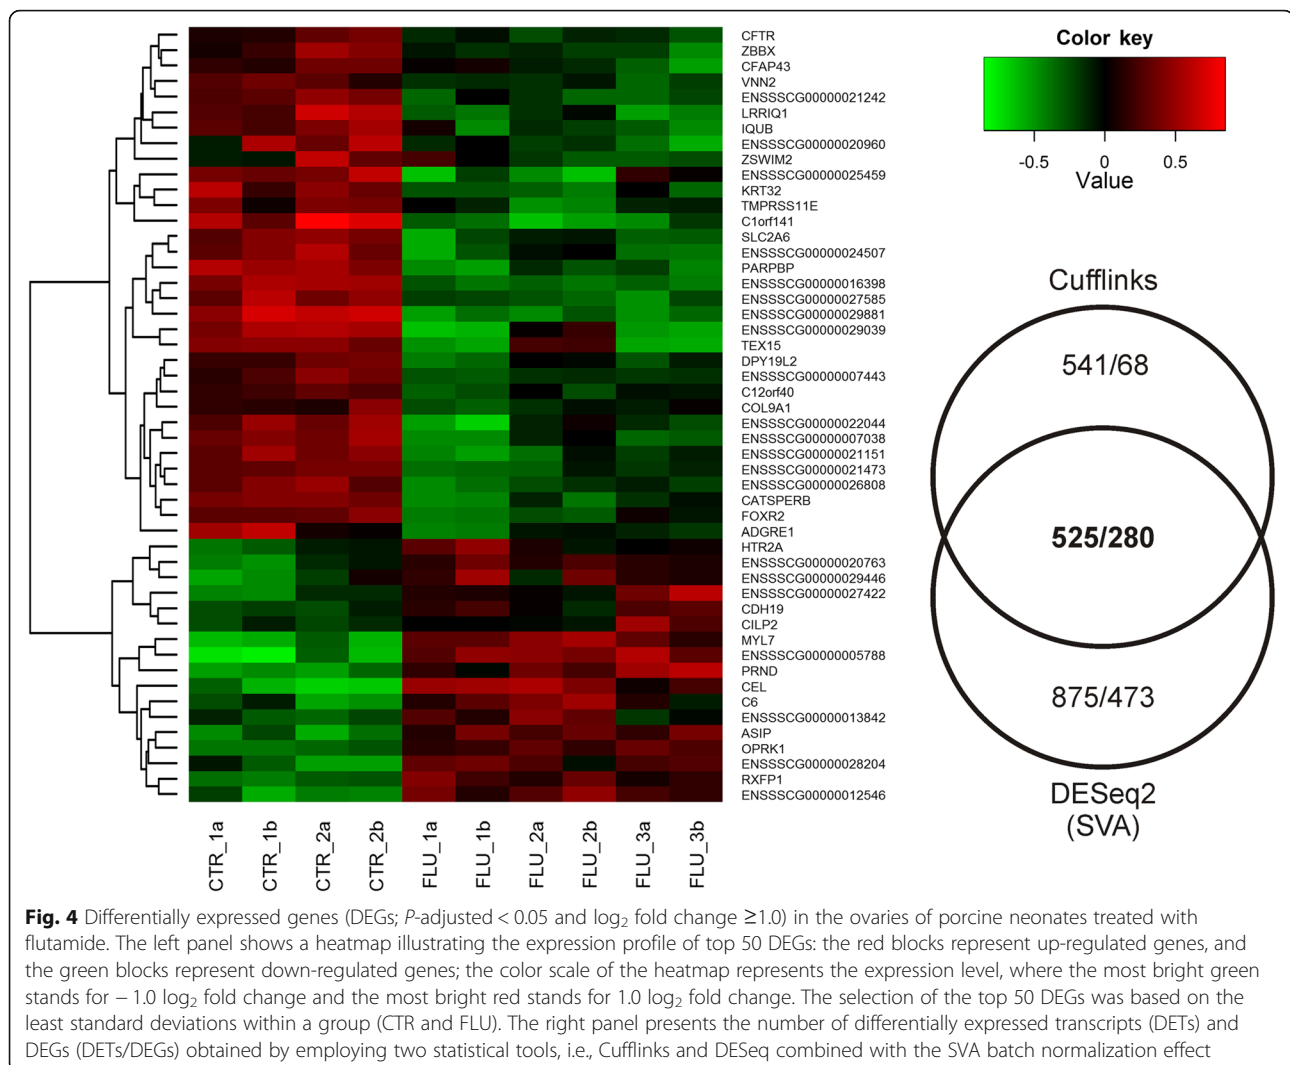 CFTR
ZBBX
CFAP43
VNN2
ENSSSCG00000021242
LRRIQ1
IQUB
ENSSSCG00000020960
ZSWIM2
ENSSSCG00000025459
KRT32
TMPRSS11E
C1orf141
SLC2A6
ENSSSCG00000024507
PARPBP
ENSSSCG00000016398
ENSSSCG00000027585
ENSSSCG00000029881
ENSSSCG00000029039
TEX15
DPY19L2
ENSSSCG00000007443
C12orf40
COL9A1
ENSSSCG00000022044
ENSSSCG00000007038
ENSSSCG00000021151
ENSSSCG00000021473
ENSSSCG00000026808
CATSPERB
FOXR2
ADGRE1
HTR2A
ENSSSCG00000020763
ENSSSCG00000029446
ENSSSCG00000027422
CDH19
CILP2
MYL7
ENSSSCG00000005788
PRND
CEL
C6
ENSSSCG00000013842
ASIP
OPRK1
ENSSSCG00000028204
RXFP1
ENSSSCG00000012546
CTR_1a
CTR_1b
CTR_2a
CTR_2b
FLU_1a
FLU_1b
FLU_2a
FLU_2b
FLU_3a
FLU_3b
Color key
-0.5 0 0.5
Value
Cufflinks
541/68
525/280
875/473
DESeq2
(SVA)
Fig. 4 Differentially expressed genes (DEGs; P-adjusted < 0.05 and log₂ fold change ≥1.0) in the ovaries of porcine neonates treated with
flutamide. The left panel shows a heatmap illustrating the expression profile of top 50 DEGs: the red blocks represent up-regulated genes, and
the green blocks represent down-regulated genes; the color scale of the heatmap represents the expression level, where the most bright green
stands for − 1.0 log₂ fold change and the most bright red stands for 1.0 log₂ fold change. The selection of the top 50 DEGs was based on the
least standard deviations within a group (CTR and FLU). The right panel presents the number of differentially expressed transcripts (DETs) and
DEGs (DETs/DEGs) obtained by employing two statistical tools, i.e., Cufflinks and DESeq combined with the SVA batch normalization effect